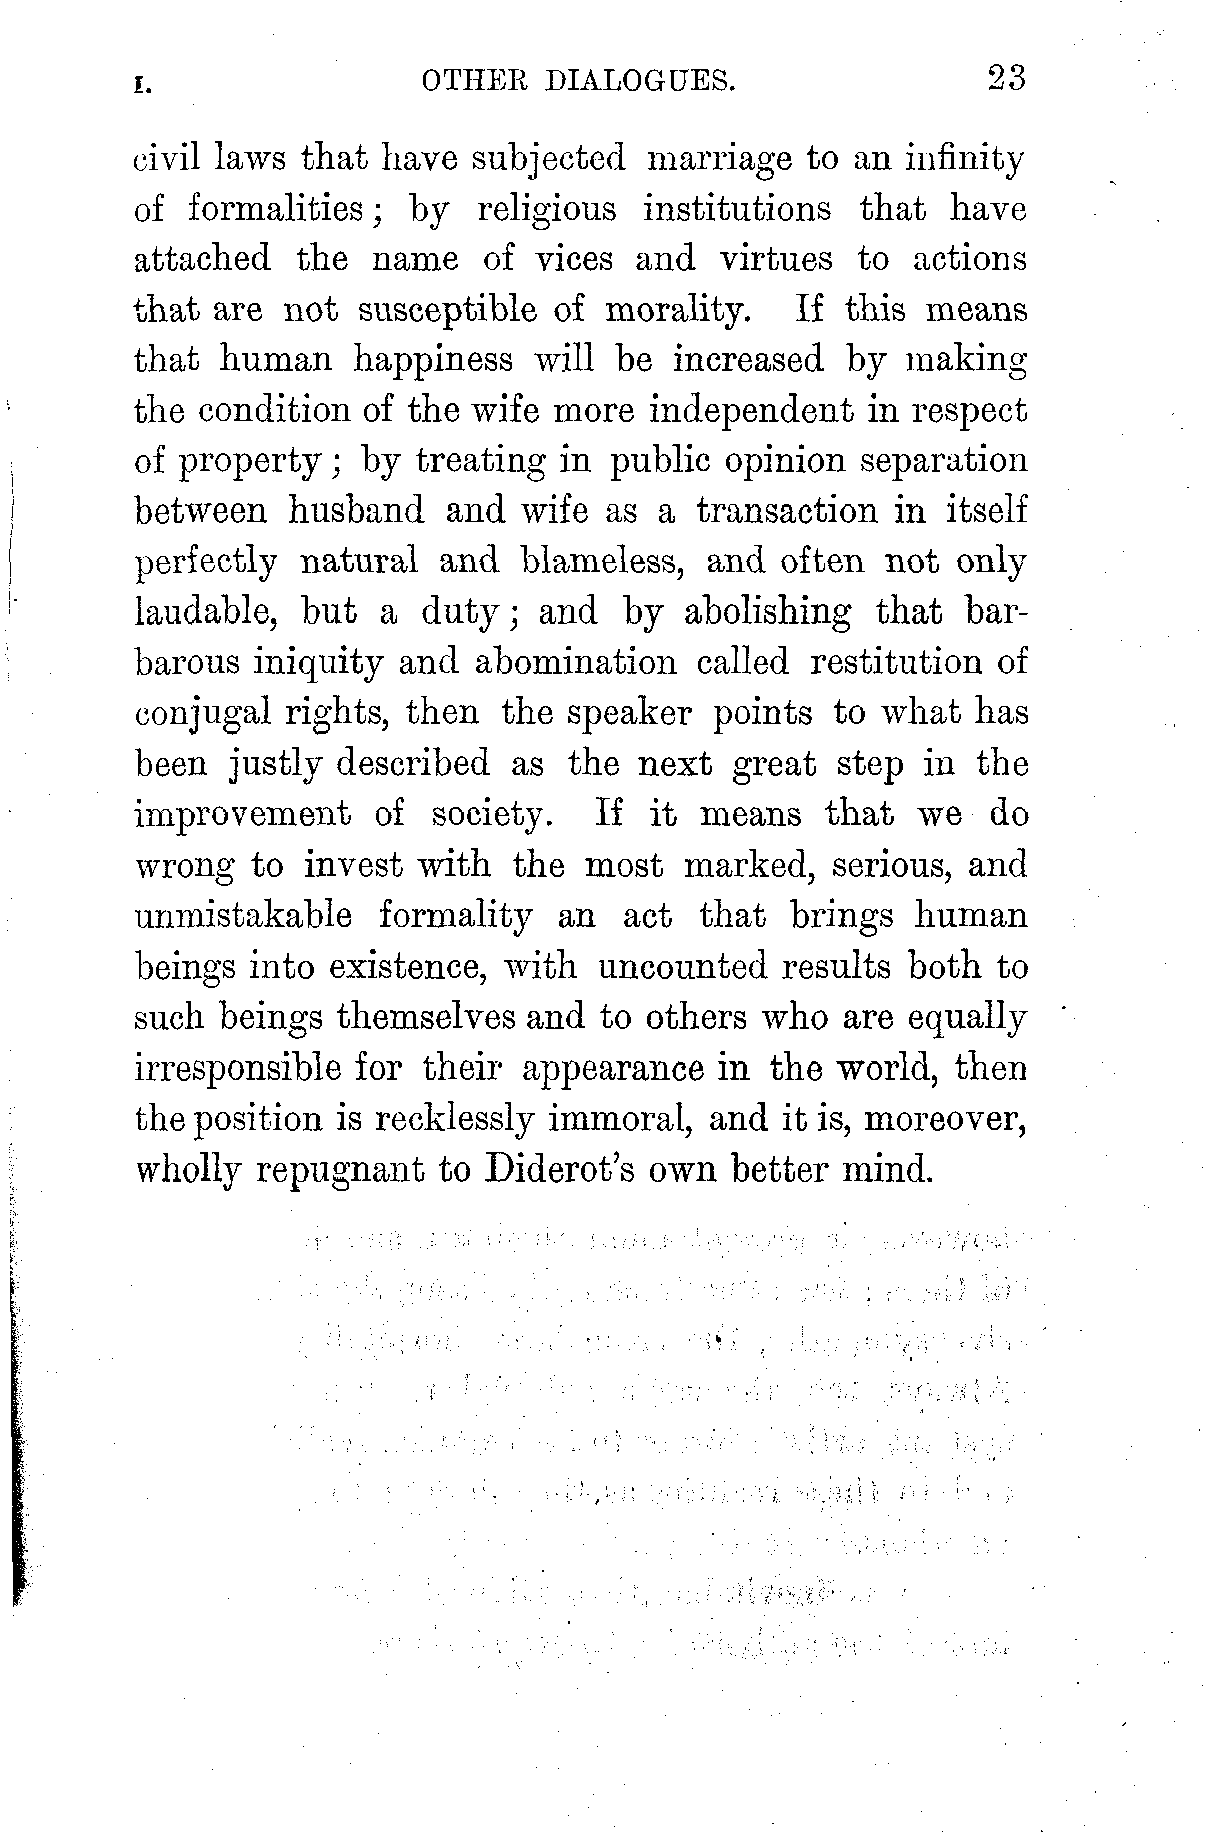 I. OTHER DIALOGUES. 23
civil laws that have subjected marriage to an infinity
of formalities ; by religious institutions that have
attached the name of vices and virtues to actions
that are not susceptible of morality. If this means
that human happiness will be increased by making
the condition of the wife more independent in respect
of property ; by treating in public opinion separation
between husband and wife as a transaction in itself
perfectly natural and blameless, and often not only
laudable, but a duty ; and by abolishing that bar-
barous iniquity and abomination called restitution of
conjugal rights, then the speaker points to what has
been justly described as the next great step in the
improvement of society. If it means that we do
wrong to invest with the most marked, serious, and
unmistakable formality an act that brings human
beings into existence, with uncounted results both to
such beings themselves and to others who are equally
irresponsible for their appearance in the world, then
the position is recklessly immoral, and it is, moreover,
wholly repugnant to Diderot's own better mind.